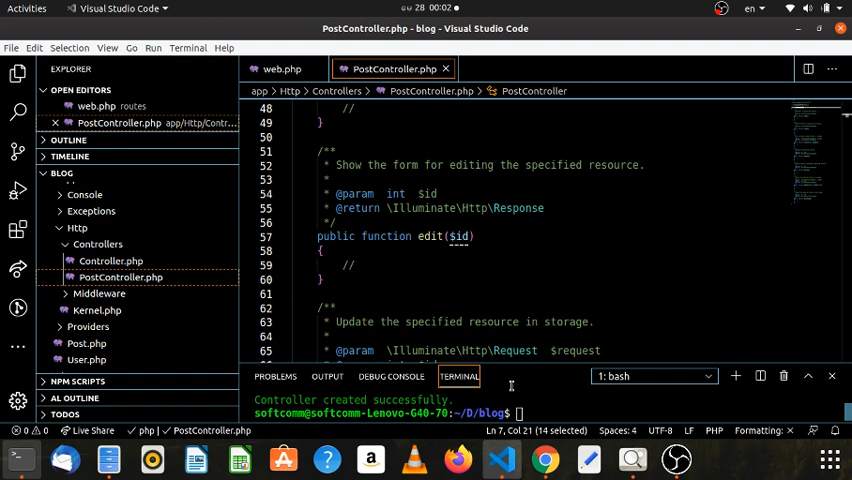 Activities
Visual Studio Code
28 00:02
en
PostController.php - blog - Visual Studio Code
File Edit Selection View Go Run Terminal Help
EXPLORER
web.php
PostController.php
app > Http > Controllers > PostController.php > PostController
OPEN EDITORS
web.php routes
PostController.php app/Http/Contr...
OUTLINE
TIMELINE
BLOG
Console
Exceptions
Http
Controllers
Controller.php
PostController.php
Middleware
Kernel.php
Providers
Post.php
User.php
NPM SCRIPTS
AL OUTLINE
TODOS
48 //
49 }
50
51 /**
52 * Show the form for editing the specified resource.
53 *
54 * @param int $id
55 * @return \Illuminate\Http\Response
56 */
57 public function edit($id)
58 {
59 //
60 }
61
62 /**
63 * Update the specified resource in storage.
64 *
65 * @param \Illuminate\Http\Request $request
PROBLEMS OUTPUT DEBUG CONSOLE TERMINAL
1: bash
Controller created successfully.
softcomm@softcomm-Lenovo-G40-70:~/D/blog$
0 0 Live Share php PostController.php Ln 7, Col 21 (14 selected) Spaces: 4 UTF-8 LF PHP Formatting: ×